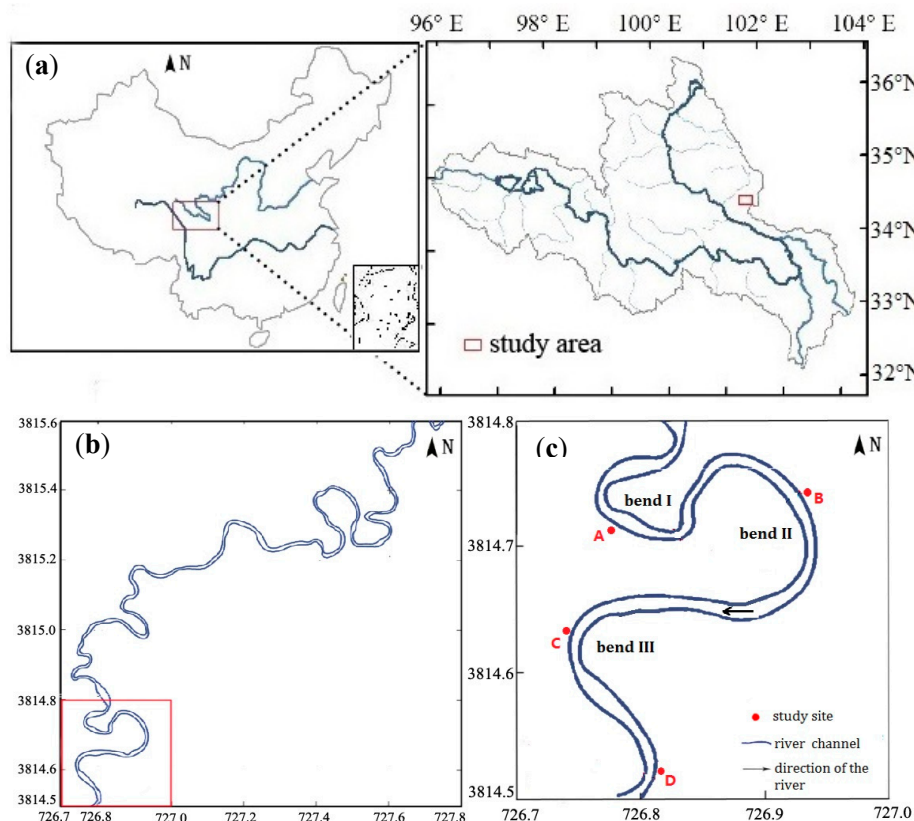 96° E 98° E 100° E 102° E 104° E
(a)
N
36°N
35°N
34°N
33°N
32°N
study area
(b)
N
3815.6
3815.4
3815.2
3815.0
3814.8
3814.6
3814.5
726.7 726.8 727.0 727.2 727.4 727.6 727.8
(c)
N
3814.8
3814.7
3814.6
3814.5
726.7 726.8 726.9 727.0
bend I
B
A
bend II
C
bend III
D
study site
river channel
direction of the
river